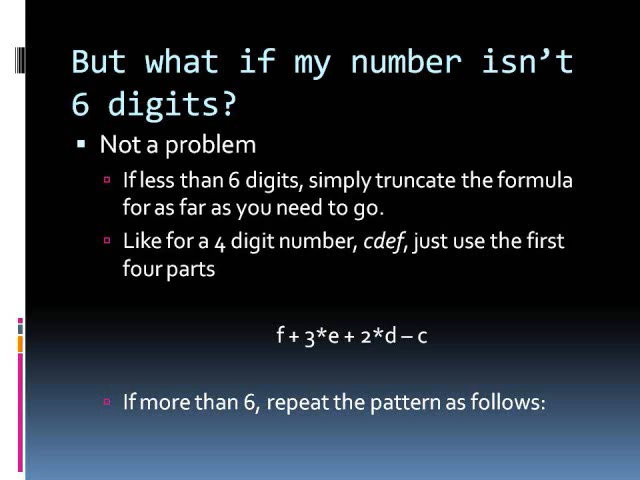 But what if my number isn’t
6 digits?
Not a problem
If less than 6 digits, simply truncate the formula
for as far as you need to go.
Like for a 4 digit number, cdef, just use the first
four parts
f + 3*e + 2*d – c
If more than 6, repeat the pattern as follows: